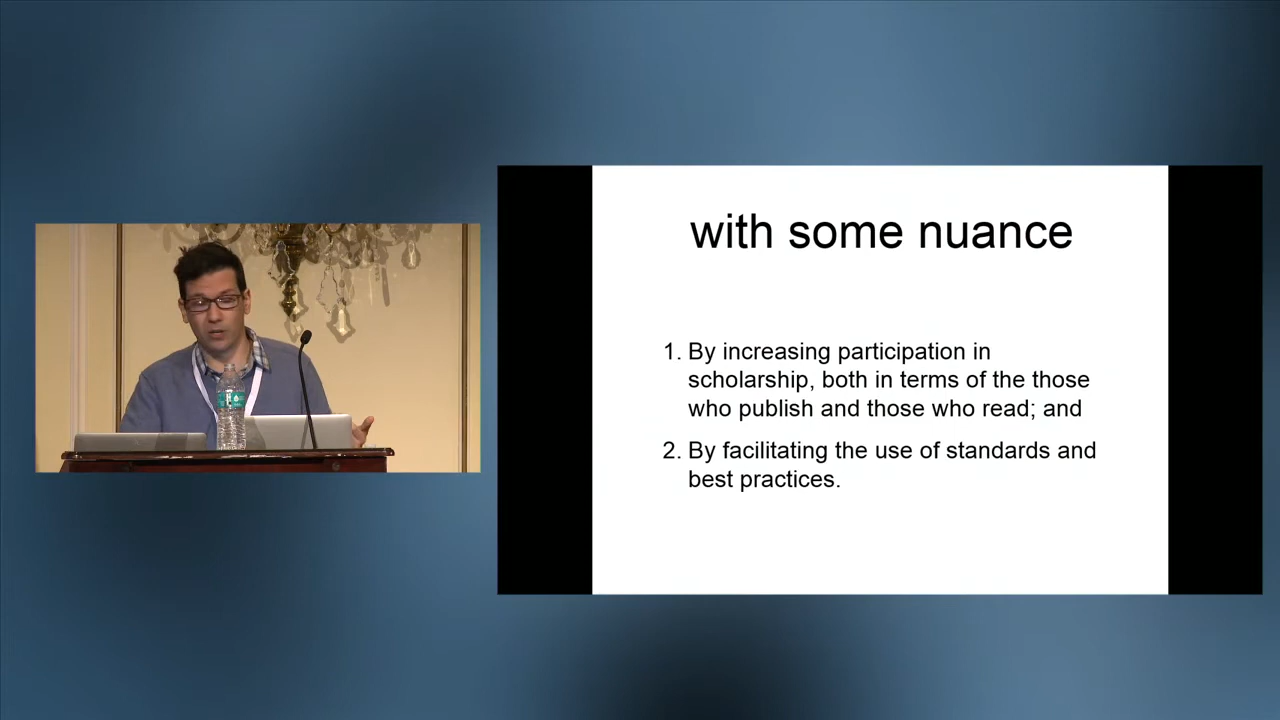 with some nuance
1. By increasing participation in
scholarship, both in terms of the those
who publish and those who read; and
2. By facilitating the use of standards and
best practices.